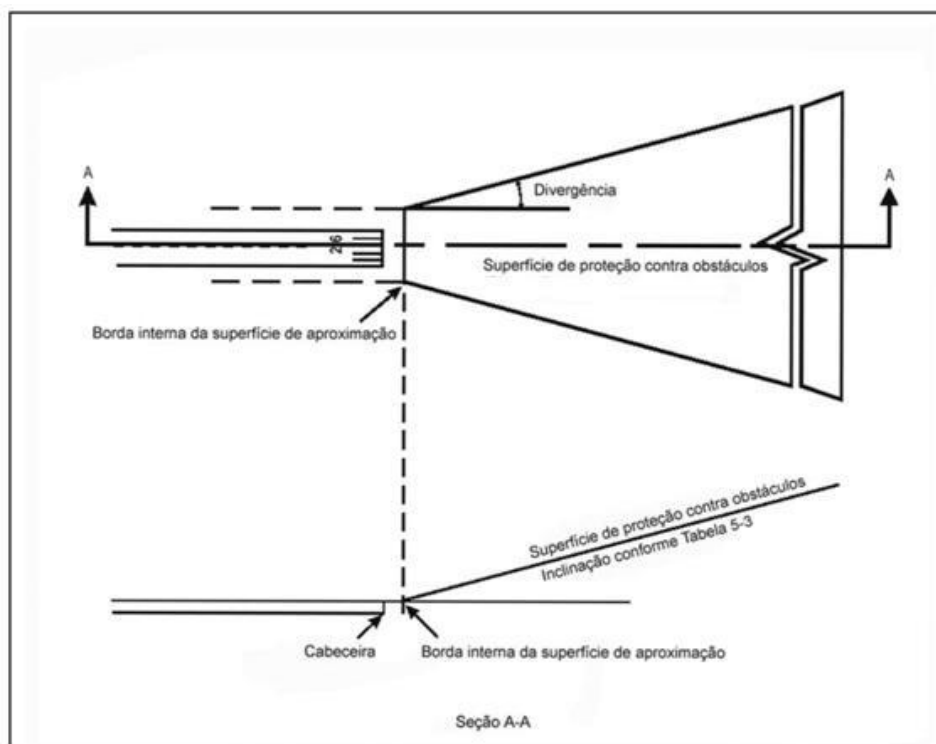 A
A
Divergência
26
Superfície de proteção contra obstáculos
Borda interna da superfície de aproximação
Superfície de proteção contra obstáculos
Inclinação conforme Tabela 5-3
Cabeceira
Borda interna da superfície de aproximação
Seção A-A